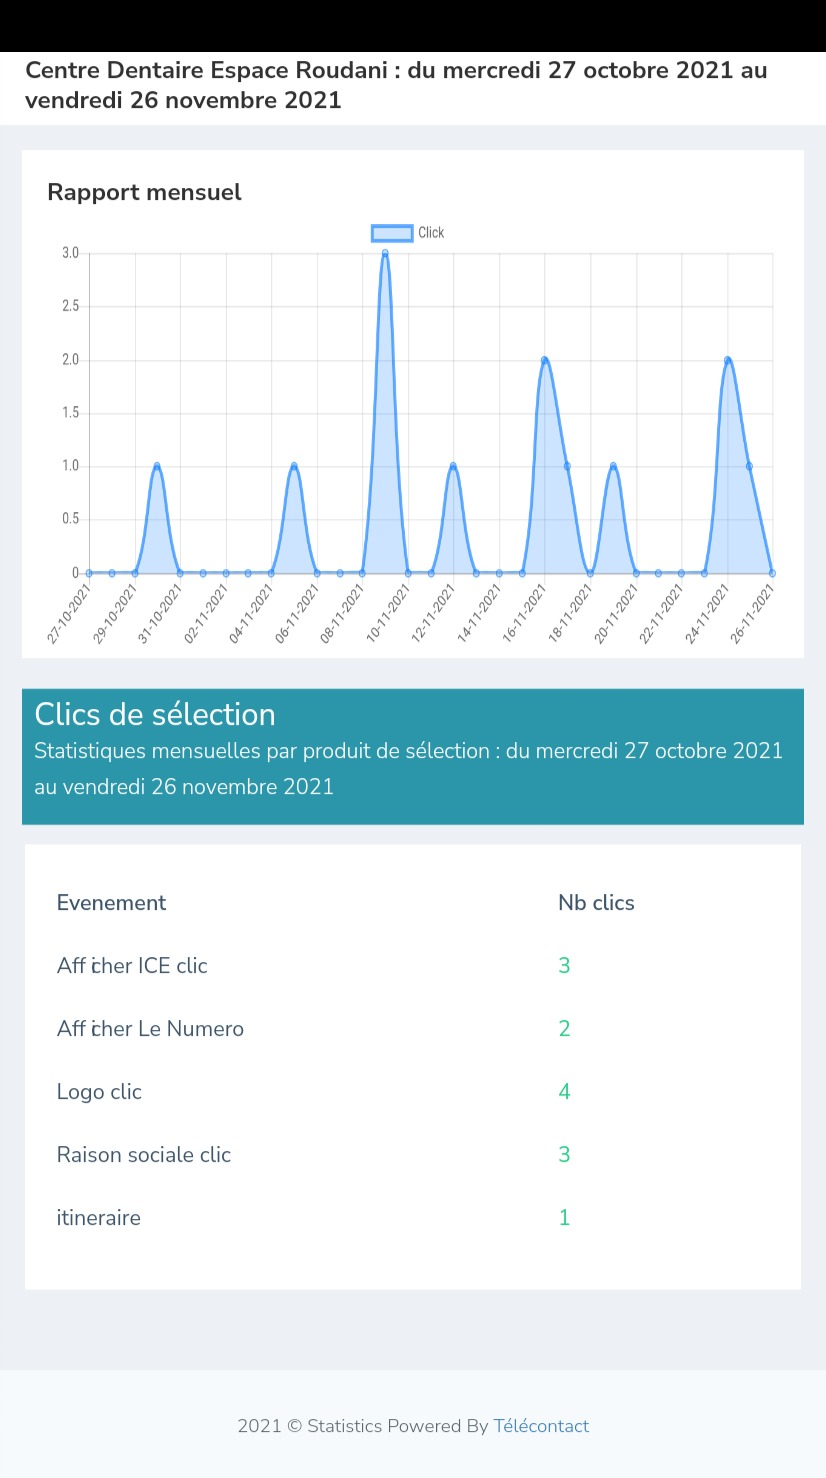 Centre Dentaire Espace Roudani : du mercredi 27 octobre 2021 au
vendredi 26 novembre 2021
Rapport mensuel
Click
3.0
2.5
2.0
1.5
1.0
0.5
0
27-10-2021
29-10-2021
31-10-2021
02-11-2021
04-11-2021
06-11-2021
08-11-2021
10-11-2021
12-11-2021
14-11-2021
16-11-2021
18-11-2021
20-11-2021
22-11-2021
24-11-2021
26-11-2021
Clics de sélection
Statistiques mensuelles par produit de sélection : du mercredi 27 octobre 2021
au vendredi 26 novembre 2021
Evenement Nb clics
Afficher ICE clic 3
Afficher Le Numero 2
Logo clic 4
Raison sociale clic 3
itineraire 1
2021 © Statistics Powered By Télécontact